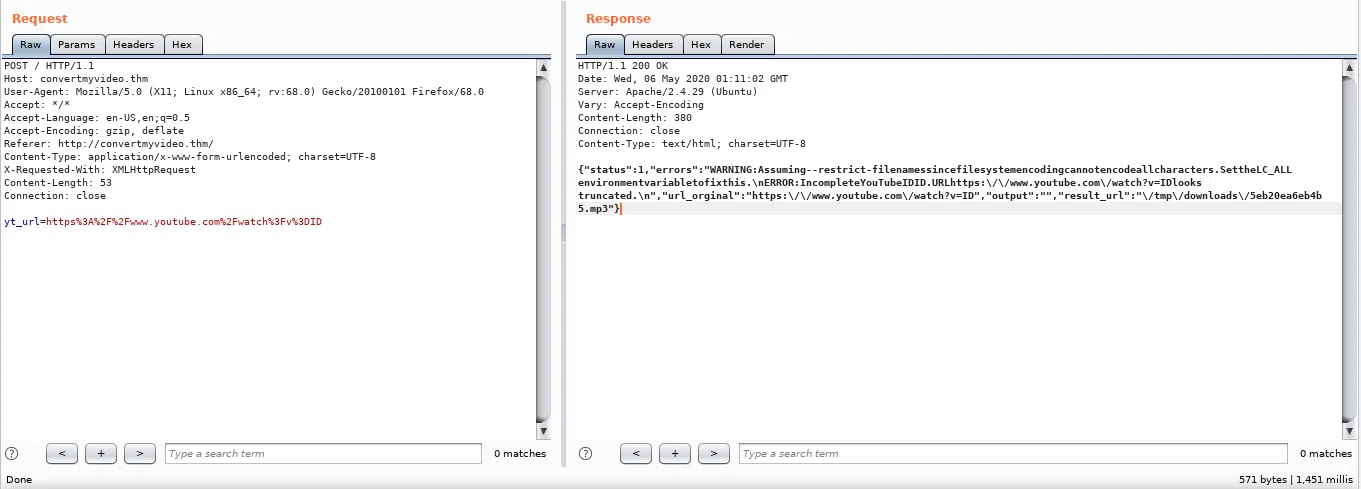 Request
Raw Params Headers Hex
POST / HTTP/1.1
Host: convertmyvideo.thm
User-Agent: Mozilla/5.0 (X11; Linux x86_64; rv:68.0) Gecko/20100101 Firefox/68.0
Accept: */*
Accept-Language: en-US,en;q=0.5
Accept-Encoding: gzip, deflate
Referer: http://convertmyvideo.thm/
Content-Type: application/x-www-form-urlencoded; charset=UTF-8
X-Requested-With: XMLHttpRequest
Content-Length: 53
Connection: close
yt_url=https%3A%2F%2Fwww.youtube.com%2Fwatch%3Fv%3DID
? < + > Type a search term 0 matches
Response
Raw Headers Hex Render
HTTP/1.1 200 OK
Date: Wed, 06 May 2020 01:11:02 GMT
Server: Apache/2.4.29 (Ubuntu)
Vary: Accept-Encoding
Content-Length: 380
Connection: close
Content-Type: text/html; charset=UTF-8
{"status":1,"errors":"WARNING:Assuming--restrict-filenamessincefilesystemencodingcannotencodeallcharacters.SettheLC_ALL
environmentvariabletofixthis.\nERROR:IncompleteYouTubeIDID.URLhttps:\/\/www.youtube.com\/watch?v=IDlooks
truncated.\n","url_orginal":"https:\/\/www.youtube.com\/watch?v=ID","output":"","result_url":"\/tmp\/downloads\/5eb20ea6eb4b
5.mp3"}
? < + > Type a search term 0 matches
Done
571 bytes | 1,451 millis